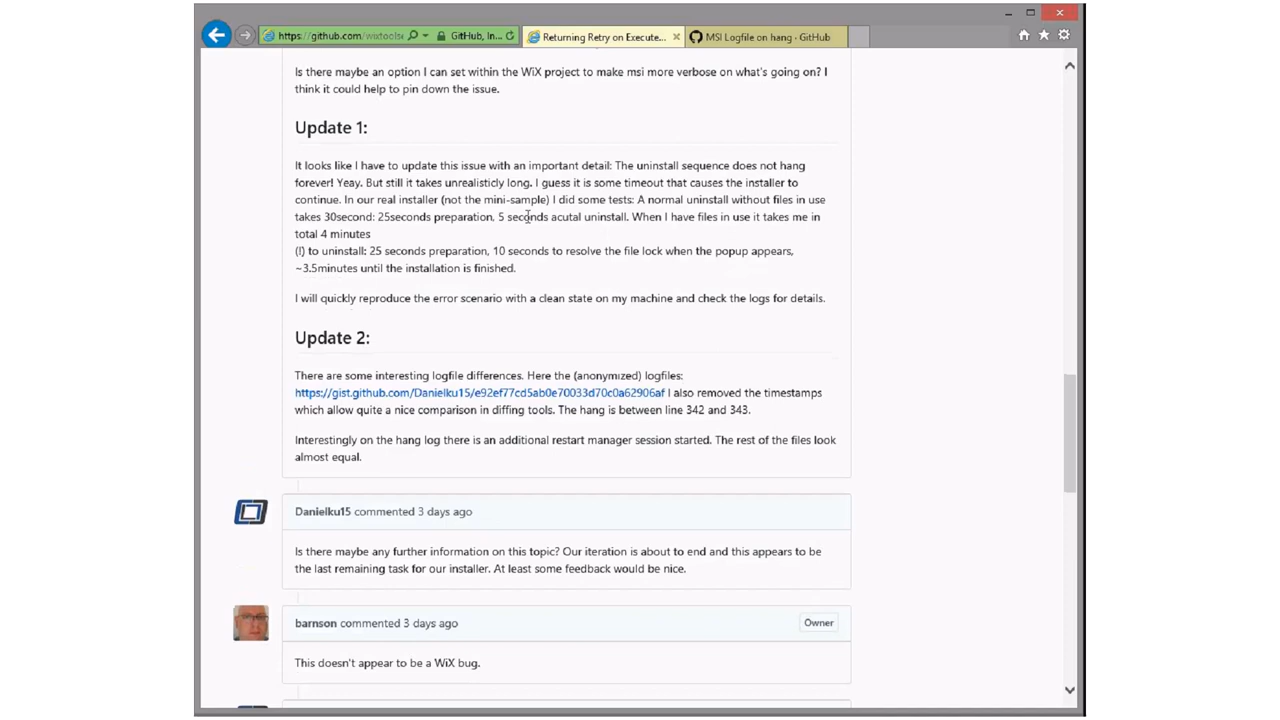 https://github.com/wixtools
GitHub, In...
Returning Retry on Execute...
MSI Logfile on hang · GitHub
Is there maybe an option I can set within the WiX project to make msi more verbose on what's going on? I
think it could help to pin down the issue.
Update 1:
It looks like I have to update this issue with an important detail: The uninstall sequence does not hang
forever! Yeay. But still it takes unrealisticly long. I guess it is some timeout that causes the installer to
continue. In our real installer (not the mini-sample) I did some tests: A normal uninstall without files in use
takes 30second: 25seconds preparation, 5 seconds acutal uninstall. When I have files in use it takes me in
total 4 minutes
(!) to uninstall: 25 seconds preparation, 10 seconds to resolve the file lock when the popup appears,
~3.5minutes until the installation is finished.
I will quickly reproduce the error scenario with a clean state on my machine and check the logs for details.
Update 2:
There are some interesting logfile differences. Here the (anonymized) logfiles:
https://gist.github.com/Danielku15/e92ef77cd5ab0e70033d70c0a62906af I also removed the timestamps
which allow quite a nice comparison in diffing tools. The hang is between line 342 and 343.
Interestingly on the hang log there is an additional restart manager session started. The rest of the files look
almost equal.
Danielku15 commented 3 days ago
Is there maybe any further information on this topic? Our iteration is about to end and this appears to be
the last remaining task for our installer. At least some feedback would be nice.
barnson commented 3 days ago
Owner
This doesn't appear to be a WiX bug.